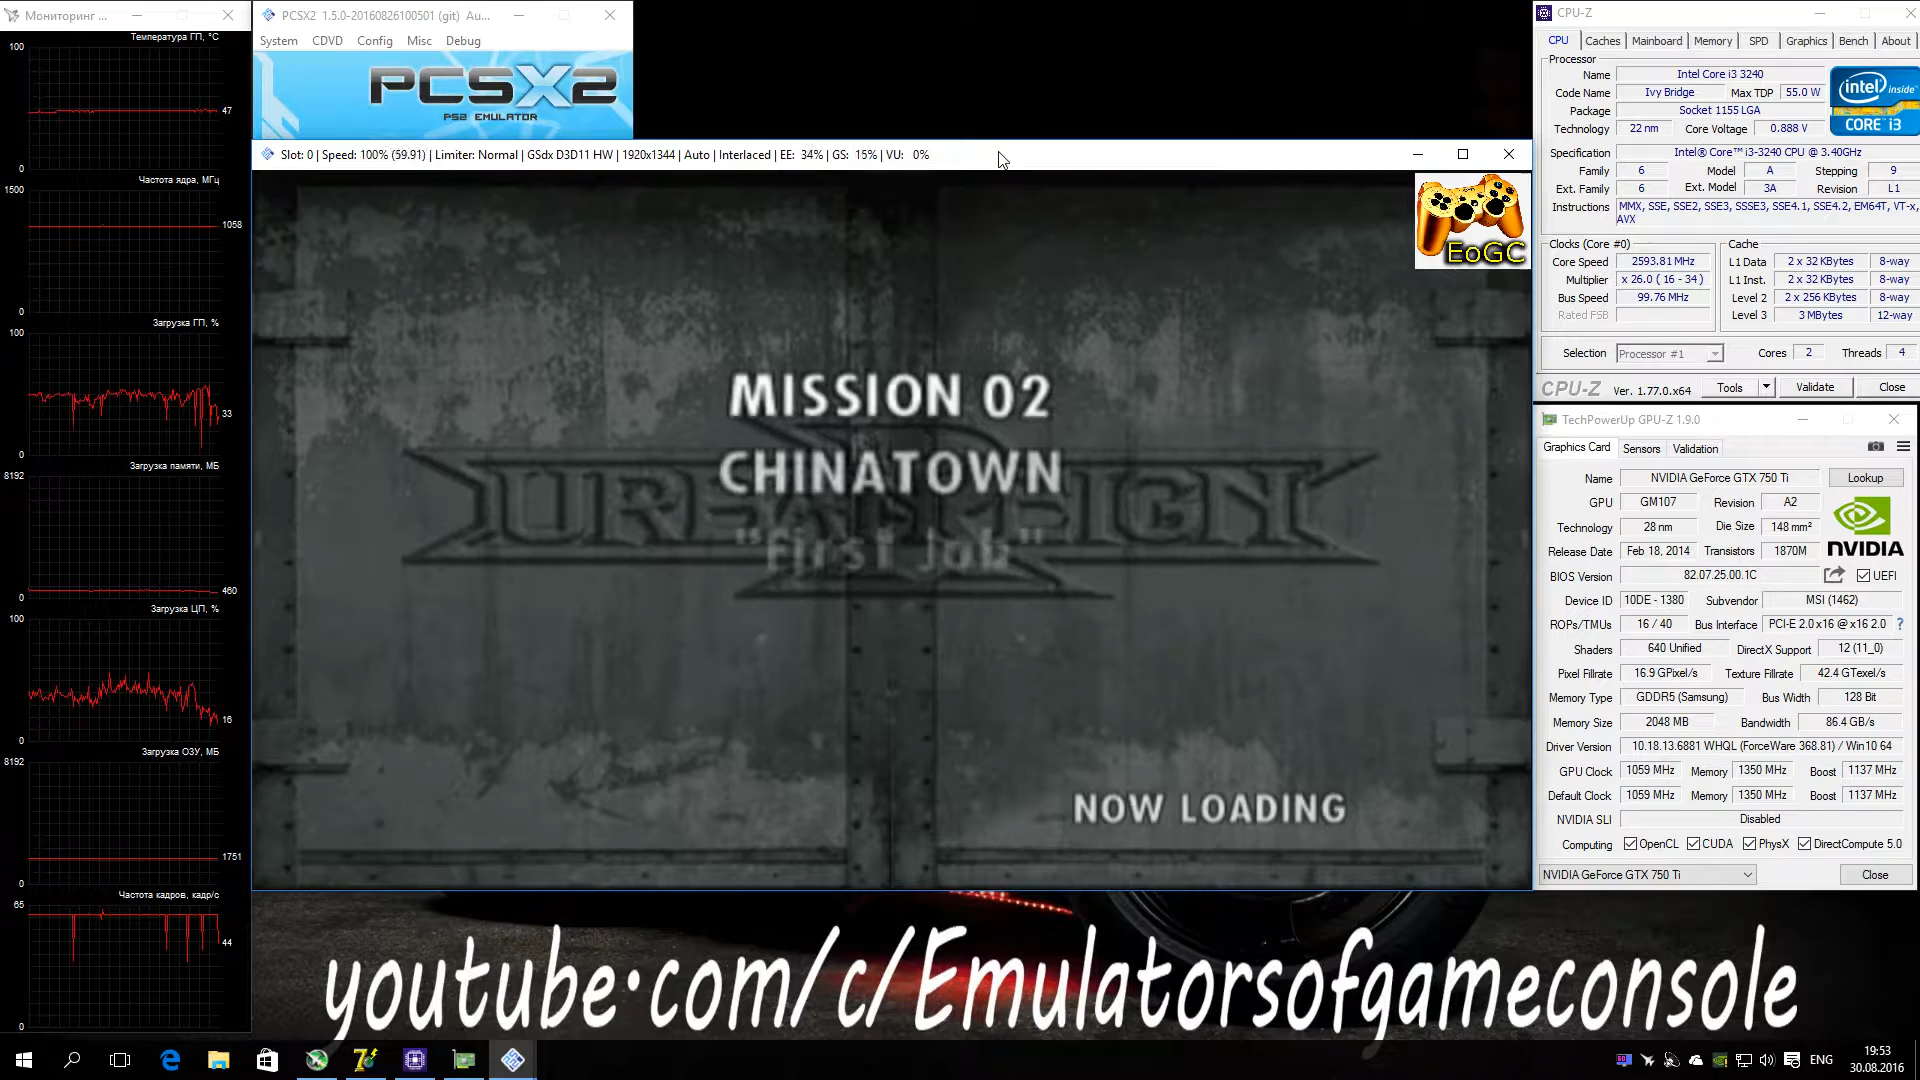 Мониторинг ...
Температура ГП, °C
100
47
0
Частота ядра, МГц
1500
1058
0
Загрузка ГП, %
100
33
0
Загрузка памяти, МБ
8192
460
0
Загрузка ЦП, %
100
16
0
Загрузка ОЗУ, МБ
8192
1751
0
Частота кадров, кадр/с
65
44
0
PCSX2 1.5.0-20160826100501 (git) Au...
System CDVD Config Misc Debug
PCSX2
PS2 EMULATOR
Slot: 0 | Speed: 100% (59.91) | Limiter: Normal | GSdx D3D11 HW | 1920x1344 | Auto | Interlaced | EE: 34% | GS: 15% | VU: 0%
EoGC
MISSION 02
CHINATOWN
URBAN REIGN
"First Job"
NOW LOADING
CPU-Z
CPU Caches Mainboard Memory SPD Graphics Bench About
Processor
Name Intel Core i3 3240
Code Name Ivy Bridge Max TDP 55.0 W
Package Socket 1155 LGA
Technology 22 nm Core Voltage 0.888 V
intel inside
CORE i3
Specification Intel® Core™ i3-3240 CPU @ 3.40GHz
Family 6 Model A Stepping 9
Ext. Family 6 Ext. Model 3A Revision L1
Instructions MMX, SSE, SSE2, SSE3, SSSE3, SSE4.1, SSE4.2, EM64T, VT-x,
AVX
Clocks (Core #0) Cache
Core Speed 2593.81 MHz L1 Data 2 x 32 KBytes 8-way
Multiplier x 26.0 ( 16 - 34 ) L1 Inst. 2 x 32 KBytes 8-way
Bus Speed 99.76 MHz Level 2 2 x 256 KBytes 8-way
Rated FSB Level 3 3 MBytes 12-way
Selection Processor #1 Cores 2 Threads 4
CPU-Z Ver. 1.77.0.x64 Tools Validate Close
TechPowerUp GPU-Z 1.9.0
Graphics Card Sensors Validation
Name NVIDIA GeForce GTX 750 Ti Lookup
GPU GM107 Revision A2
Technology 28 nm Die Size 148 mm²
Release Date Feb 18, 2014 Transistors 1870M
NVIDIA
BIOS Version 82.07.25.00.1C UEFI
Device ID 10DE - 1380 Subvendor MSI (1462)
ROPs/TMUs 16 / 40 Bus Interface PCI-E 2.0 x16 @ x16 2.0 ?
Shaders 640 Unified DirectX Support 12 (11_0)
Pixel Fillrate 16.9 GPixel/s Texture Fillrate 42.4 GTexel/s
Memory Type GDDR5 (Samsung) Bus Width 128 Bit
Memory Size 2048 MB Bandwidth 86.4 GB/s
Driver Version 10.18.13.6881 WHQL (ForceWare 368.81) / Win10 64
GPU Clock 1059 MHz Memory 1350 MHz Boost 1137 MHz
Default Clock 1059 MHz Memory 1350 MHz Boost 1137 MHz
NVIDIA SLI Disabled
Computing OpenCL CUDA PhysX DirectCompute 5.0
NVIDIA GeForce GTX 750 Ti Close
youtube.com/c/Emulatorsofgameconsole
60 ENG 19:53
30.08.2016